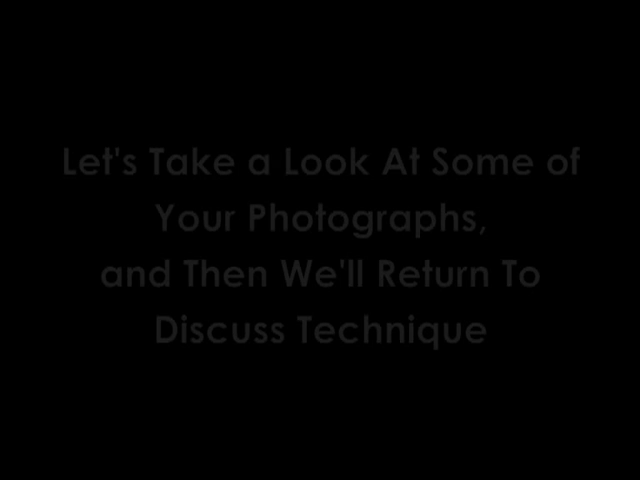 Let's Take a Look At Some of
Your Photographs,
and Then We'll Return To
Discuss Technique